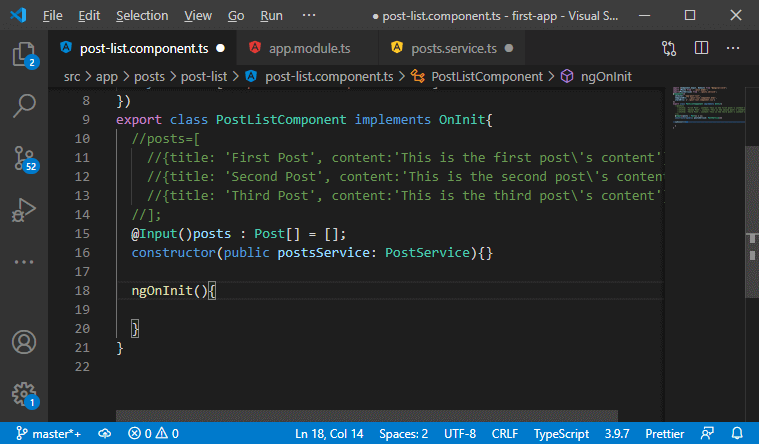 File Edit Selection View Go Run ··· ● post-list.component.ts - first-app - Visual S...
post-list.component.ts ● app.module.ts posts.service.ts ● ···
src > app > posts > post-list > post-list.component.ts > PostListComponent > ngOnInit
8 })
9 export class PostListComponent implements OnInit{
10 //posts=[
11 //{title: 'First Post', content:'This is the first post\'s content'
12 //{title: 'Second Post', content:'This is the second post\'s conten
13 //{title: 'Third Post', content:'This is the third post\'s content'
14 //];
15 @Input()posts : Post[] = [];
16 constructor(public postsService: PostService){}
17
18 ngOnInit(){
19
20 }
21 }
22
2
52
1
master*+ 0 0 Ln 18, Col 14 Spaces: 2 UTF-8 CRLF TypeScript 3.9.7 Prettier